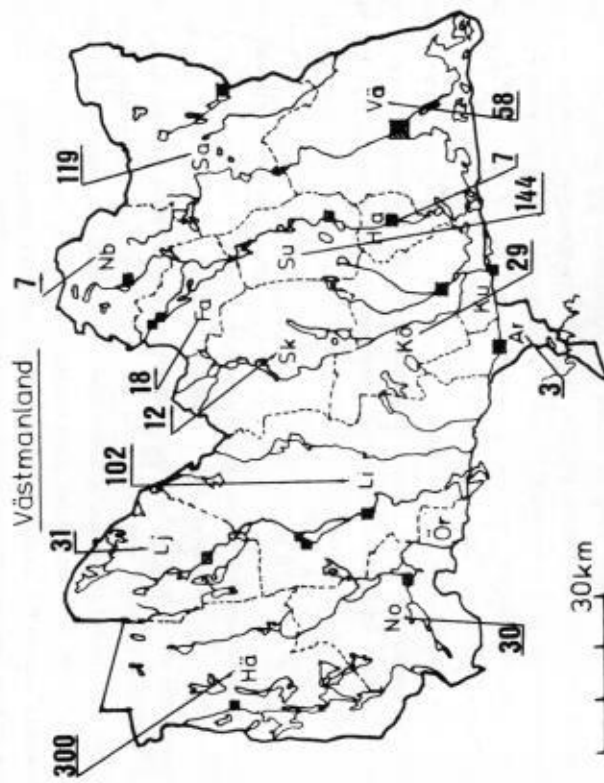 Västmanland
7
119
31
102
12
18
300
Nb
Sa
Lj
Fa
Hä
Sk
Su
Hla
Vä
Li
Kö
No
Ör
Ku
Ar
58
7
144
29
3
30
30km